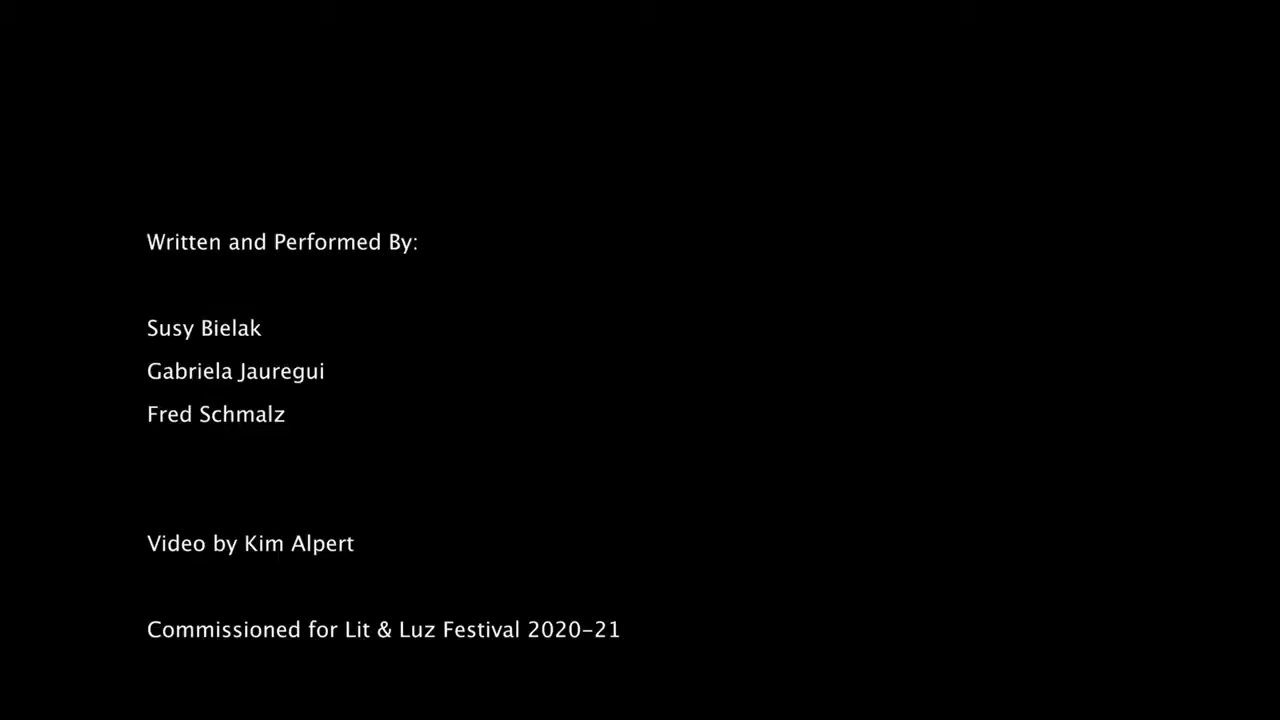 Written and Performed By:
Susy Bielak
Gabriela Jauregui
Fred Schmalz
Video by Kim Alpert
Commissioned for Lit & Luz Festival 2020-21